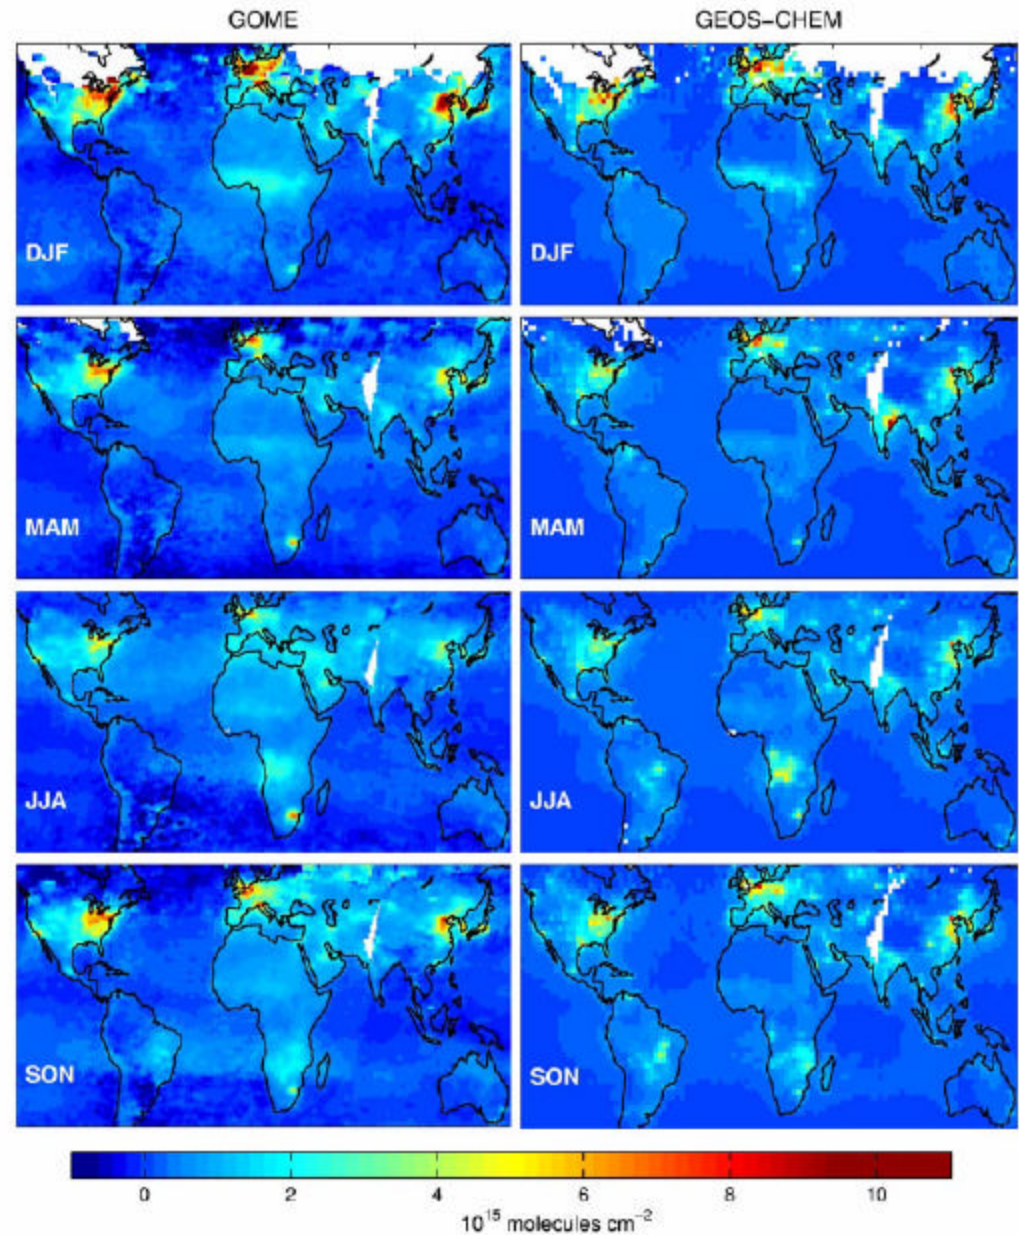 GOME GEOS-CHEM
DJF DJF
MAM MAM
JJA JJA
SON SON
0 2 4 6 8 10
10¹⁵ molecules cm⁻²